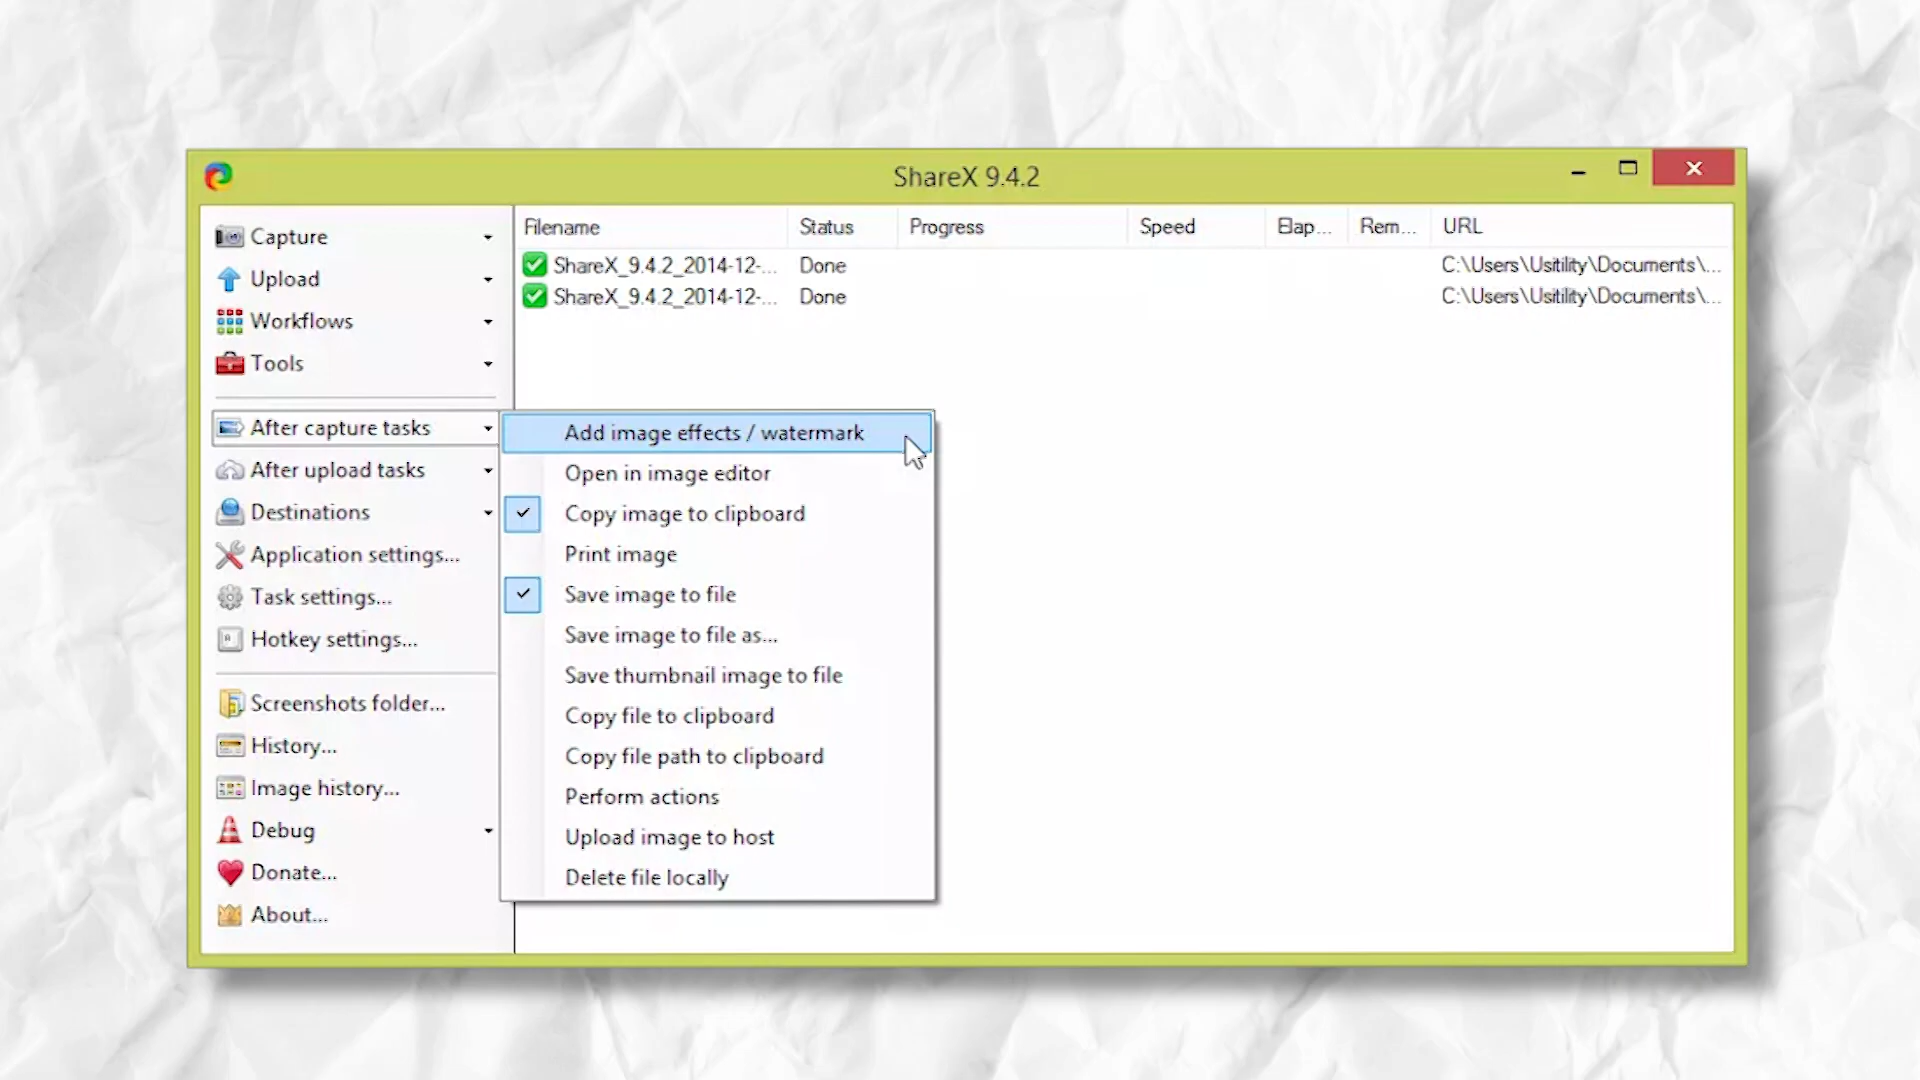 ShareX 9.4.2
Capture
Upload
Workflows
Tools
After capture tasks
After upload tasks
Destinations
Application settings...
Task settings...
Hotkey settings...
Screenshots folder...
History...
Image history...
Debug
Donate...
About...
Filename Status Progress Speed Elap... Rem... URL
ShareX_9.4.2_2014-12-... Done C:\Users\Usitility\Documents\...
ShareX_9.4.2_2014-12-... Done C:\Users\Usitility\Documents\...
Add image effects / watermark
Open in image editor
Copy image to clipboard
Print image
Save image to file
Save image to file as...
Save thumbnail image to file
Copy file to clipboard
Copy file path to clipboard
Perform actions
Upload image to host
Delete file locally